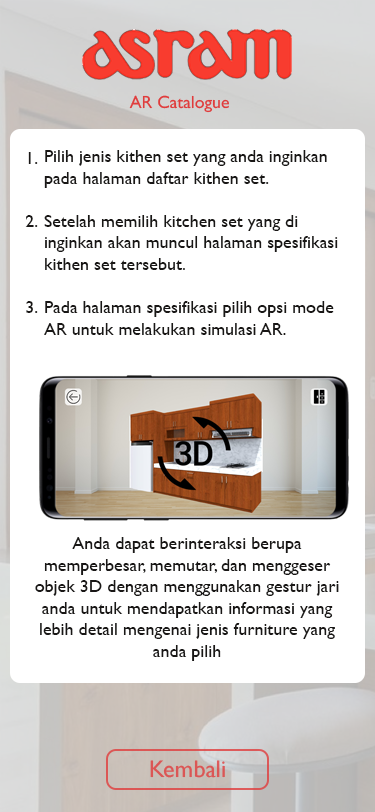 asram
AR Catalogue
1. Pilih jenis kithen set yang anda inginkan
pada halaman daftar kithen set.
2. Setelah memilih kitchen set yang di
inginkan akan muncul halaman spesifikasi
kithen set tersebut.
3. Pada halaman spesifikasi pilih opsi mode
AR untuk melakukan simulasi AR.
3D
Anda dapat berinteraksi berupa
memperbesar, memutar, dan menggeser
objek 3D dengan menggunakan gestur jari
anda untuk mendapatkan informasi yang
lebih detail mengenai jenis furniture yang
anda pilih
Kembali